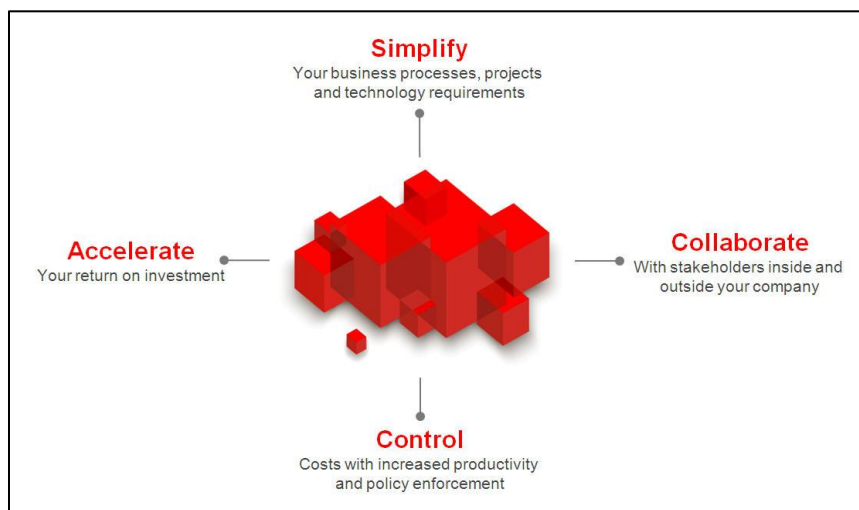 Simplify
Your business processes, projects
and technology requirements
Accelerate
Your return on investment
Collaborate
With stakeholders inside and
outside your company
Control
Costs with increased productivity
and policy enforcement